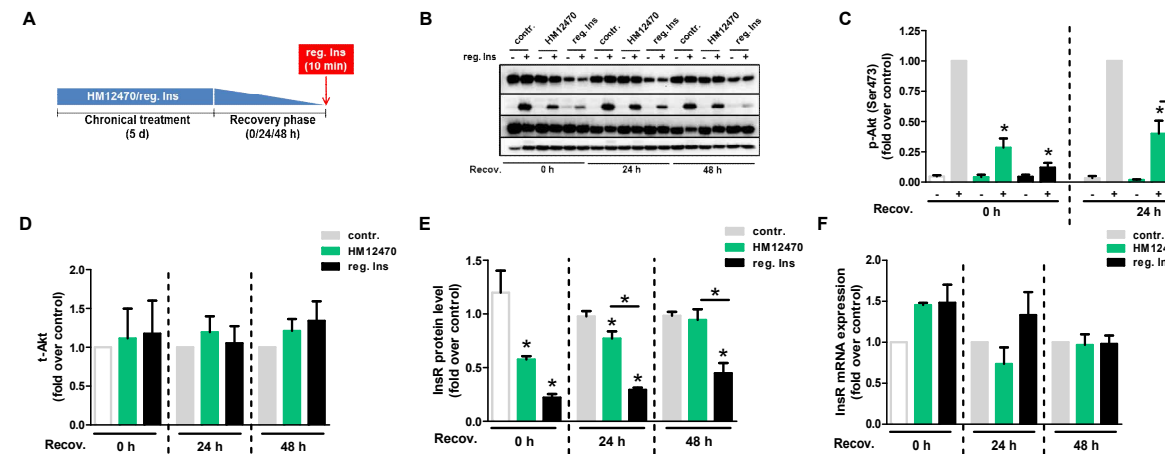 A
reg. Ins
(10 min)
HM12470/reg. Ins
Chronical treatment
(5 d)
Recovery phase
(0/24/48 h)
B
contr. HM12470 reg. Ins contr. HM12470 reg. Ins contr. HM12470 reg. Ins
reg. Ins - + - + - + - + - + - + - + - + - +
Recov. 0 h 24 h 48 h
C
p-Akt (Ser473)
(fold over control)
1.25
1.00
0.75
0.50
0.25
0.00
* * *
- + - + - + - + - +
Recov. 0 h 24 h
D
contr.
HM12470
reg. Ins
t-Akt
(fold over control)
2.0
1.5
1.0
0.5
0.0
Recov. 0 h 24 h 48 h
E
contr.
HM12470
reg. Ins
InsR protein level
(fold over control)
1.5
1.0
0.5
0.0
* * * * * * *
Recov. 0 h 24 h 48 h
F
contr.
HM124
reg. In
InsR mRNA expression
(fold over control)
2.0
1.5
1.0
0.5
0.0
Recov. 0 h 24 h 48 h